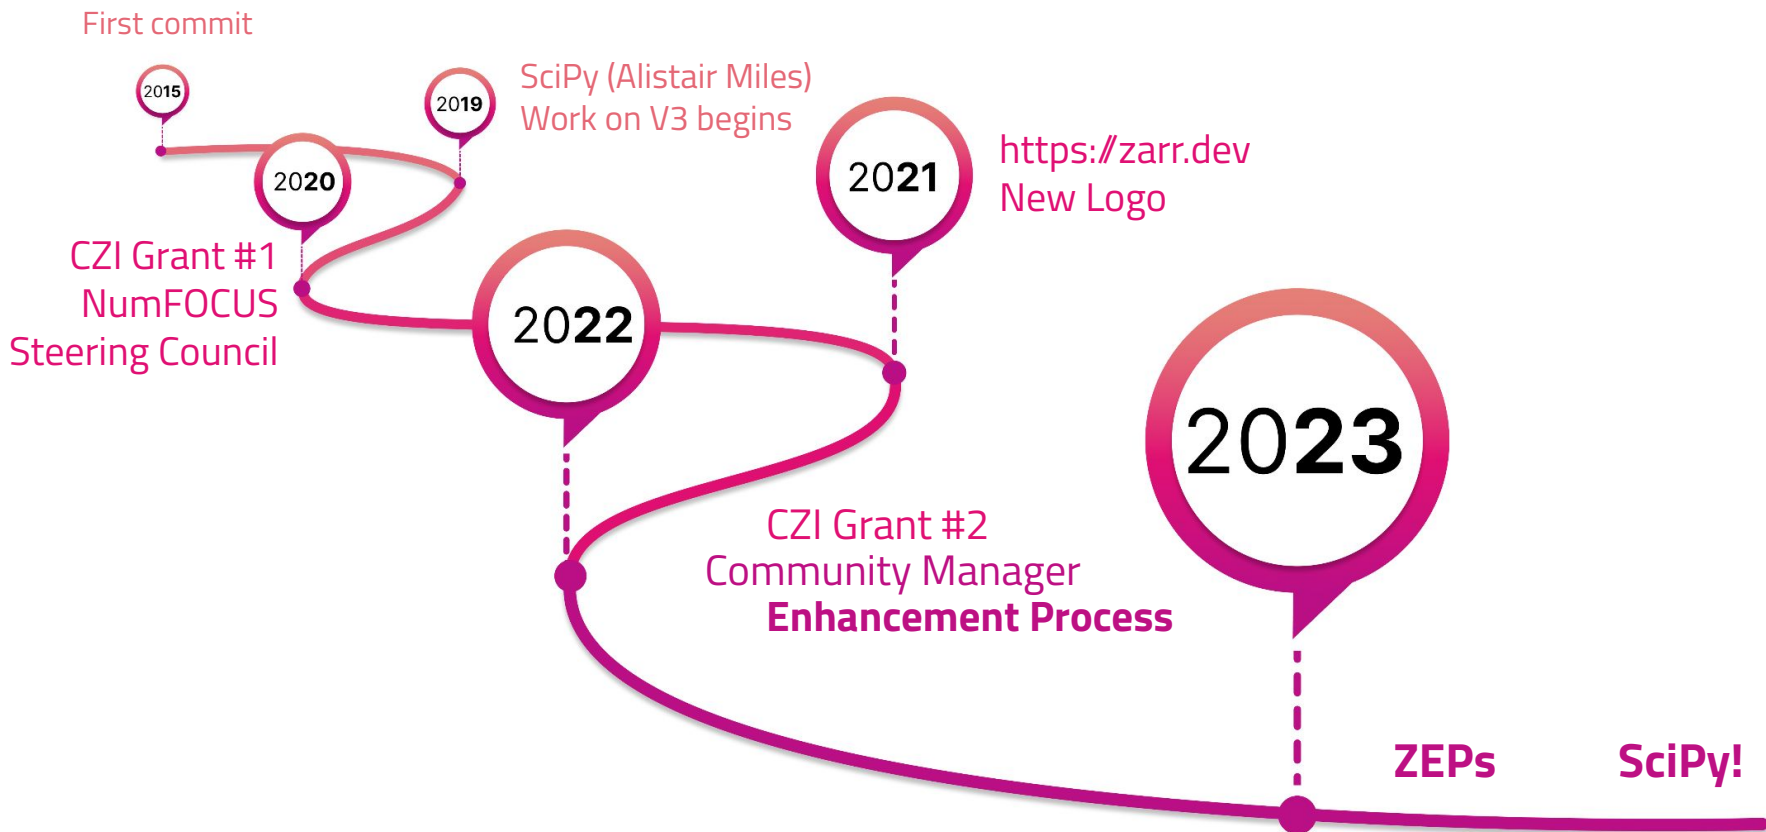 First commit
2015
2019
SciPy (Alistair Miles)
Work on V3 begins
2020
CZI Grant #1
NumFOCUS
Steering Council
2021
https://zarr.dev
New Logo
2022
CZI Grant #2
Community Manager
Enhancement Process
2023
ZEPs
SciPy!